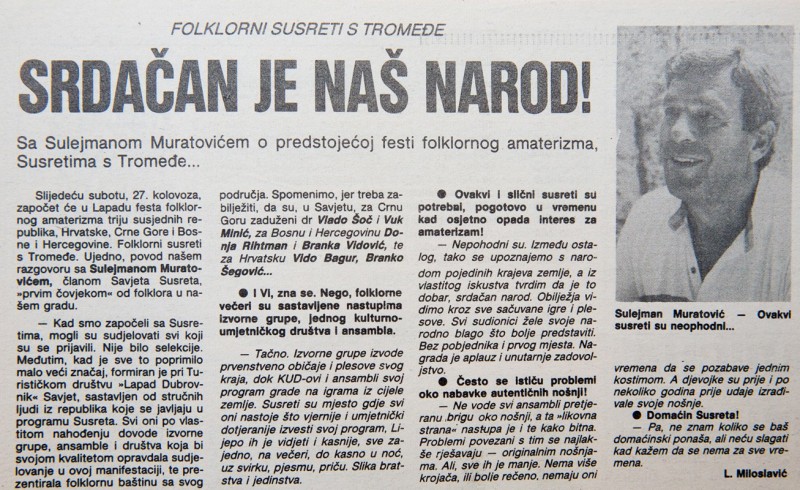 FOLKLORNI SUSRETI S TROMEĐE
SRDAČAN JE NAŠ NAROD!
Sa Sulejmanom Muratovićem o predstojećoj festi folklornog amaterizma,
Susretima s Tromeđe...
Slijedeću subotu, 27. kolovoza,
započet će u Lapadu festa folklor-
nog amaterizma triju susjednih re-
publika, Hrvatske, Crne Gore i Bos-
ne i Hercegovine. Folklorni susreti
s Tromeđe. Ujedno, povod našem
razgovoru sa Sulejmanom Murato-
vićem, članom Savjeta Susreta,
»prvim čovjekom« od folklora u na-
šem gradu.
— Kad smo započeli sa Susre-
tima, mogli su sudjelovati svi koji
su se prijavili. Nije bilo selekcije.
Međutim, kad je sve to poprimilo
malo veći značaj, formiran je pri Tu-
rističkom društvu »Lapad Dubrov-
nik« Savjet, sastavljen od stručnih
ljudi iz republika koje se javljaju u
programu Susreta. Svi oni po vlas-
titom nahođenju dovode izvorne
grupe, ansamble i društva koja bi
svojom kvalitetom opravdala sudje-
lovanje u ovoj manifestaciji, te pre-
zentirala folklornu baštinu sa svog
područja. Spomenimo, jer treba za-
bilježiti, da su, u Savjetu, za Crnu
Goru zaduženi dr Vlado Šoć i Vuk
Minić, za Bosnu i Hercegovinu Do-
nja Rihtman i Branka Vidović, te
za Hrvatsku Vido Bagur, Branko
Šegović...
● I Vi, zna se. Nego, folklorne
večeri su sastavljene nastupima
izvorne grupe, jednog kulturno-
umjetničkog društva i ansambla.
— Tačno. Izvorne grupe izvode
prvenstveno običaje i plesove svog
kraja, dok KUD-ovi i ansambli svoj
program grade na igrama iz cijele
zemlje. Susreti su mjesto gdje svi
oni nastoje što vjernije i umjetnički
dotjeranije izvesti svoj program, Li-
jepo ih je vidjeti i kasnije, sve za-
jedno, na večeri, do kasno u noć,
uz svirku, pjesmu, priču. Slika brat-
stva i jedinstva.
● Ovakvi i slični susreti su
potrebni, pogotovo u vremenu
kad osjetno opada interes za
amaterizam!
— Nepohodni su. Između osta-
log, tako se upoznajemo s naro-
dom pojedinih krajeva zemlje, a iz
vlastitog iskustva tvrdim da je to
dobar, srdačan narod. Obilježja vi-
dimo kroz sve sačuvane igre i ple-
sove. Svi sudionici žele svoje na-
rodno blago što bolje predstaviti.
Bez pobjednika i prvog mjesta. Na-
grada je aplauz i unutarnje zadovol-
jstvo.
● Često se ističu problemi
oko nabavke autentičnih nošnji!
— Ne vode svi ansambli pretje-
ranu brigu oko nošnji, a ta »likovna
strana« nastupa je i te kako bitna.
Problemi povezani s tim se najlak-
še rješavaju — originalnim nošnja-
ma. Ali, sve ih je manje. Nema više
krojača, ili bolje rečeno, nemaju oni
Sulejman Muratović — Ovakvi
susreti su neophodni...
vremena da se pozabave jednim
kostimom. A djevojke su prije i po
nekoliko godina prije udaje izrađi-
vale svoje nošnje.
● Domaćin Susreta!
— Pa, ne znam koliko se baš
domaćinski ponaša, ali neću slagati
kad kažem da se nema za sve vre-
mena.
L. Miloslavić